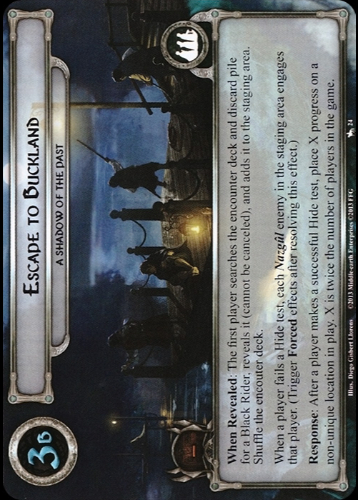 3B
Escape to Buckland
A Shadow of the Past
When Revealed: The first player searches the encounter deck and discard pile
for a Black Rider, reveals it (cannot be canceled), and adds it to the staging area.
Shuffle the encouter deck.
When a player fails a Hide test, each Nazgûl enemy in the staging area engages
that player. (Trigger Forced effects after resolving this effect.)
Response: After a player makes a successful Hide test, place X progress on a
non-unique location in play. X is twice the number of players in the game.
Illus. Diego Gisbert Llorens ©2013 Middle-earth Enterprises ©2013 FFG 24